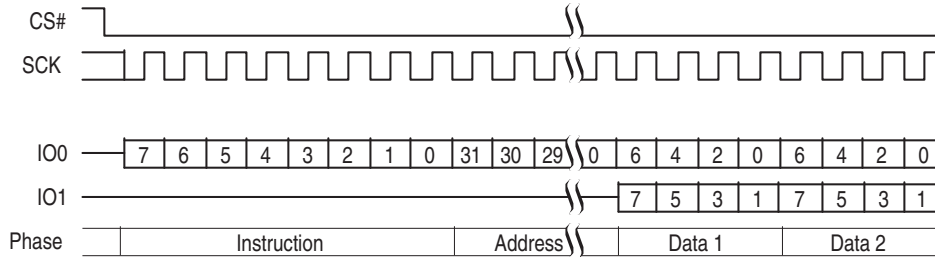 CS#
SCK
IO0 7 6 5 4 3 2 1 0 31 30 29 0 6 4 2 0 6 4 2 0
IO1 7 5 3 1 7 5 3 1
Phase Instruction Address Data 1 Data 2